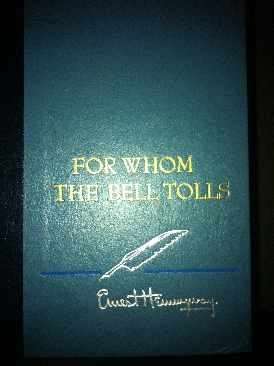 FOR WHOM
THE BELL TOLLS
Ernest Hemingway.